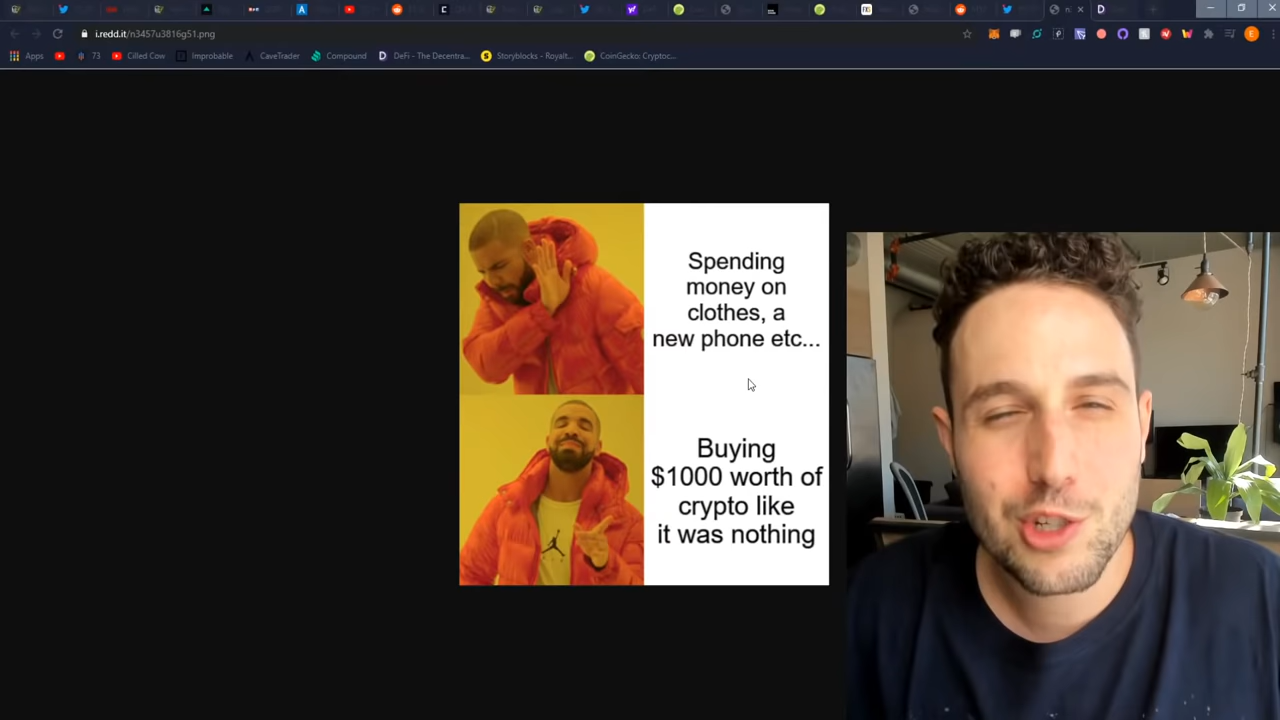 i.redd.it/n3457u3816g51.png
Apps
73
Cilled Cow
Improbable
CaveTrader
Compound
DeFi - The Decentra...
Storyblocks - Royalt...
CoinGecko: Cryptoc...
Spending
money on
clothes, a
new phone etc...
Buying
$1000 worth of
crypto like
it was nothing